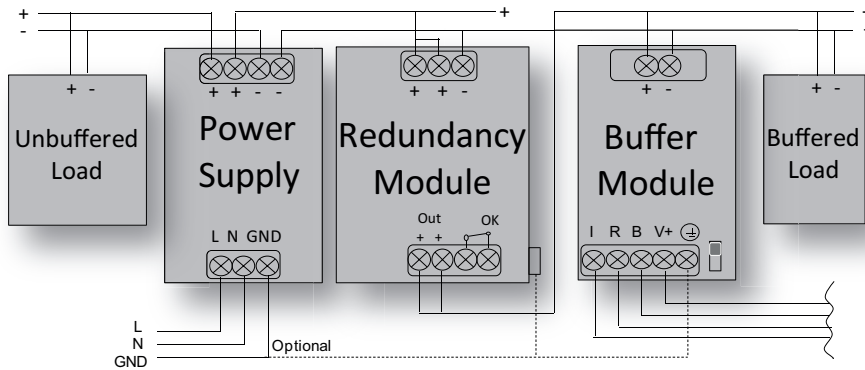 + +
-
+ + - -
+ + -
+ -
+ -
+ -
Unbuffered
Load
Power
Supply
Redundancy
Module
Buffer
Module
Buffered
Load
L N GND
Out
+ +
OK
I R B V+
L
N
GND
Optional